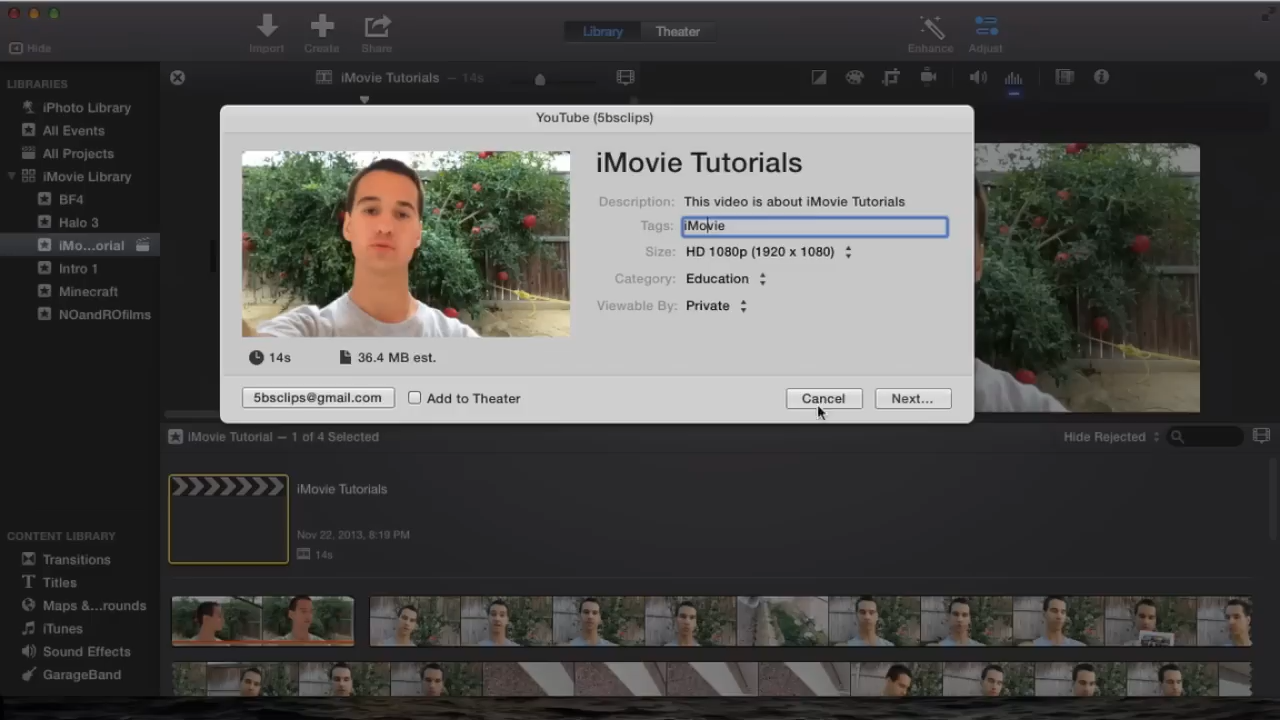 Hide
Import
Create
Share
Library
Theater
Enhance
Adjust
LIBRARIES
iPhoto Library
All Events
All Projects
iMovie Library
BF4
Halo 3
iMo...orial
Intro 1
Minecraft
NOandROfilms
iMovie Tutorials — 14s
YouTube (5bsclips)
iMovie Tutorials
Description: This video is about iMovie Tutorials
Tags: iMovie
Size: HD 1080p (1920 x 1080)
Category: Education
Viewable By: Private
14s
36.4 MB est.
5bsclips@gmail.com
Add to Theater
Cancel
Next...
iMovie Tutorial — 1 of 4 Selected
Hide Rejected
iMovie Tutorials
Nov 22, 2013, 8:19 PM
14s
CONTENT LIBRARY
Transitions
T Titles
Maps &...rounds
iTunes
Sound Effects
GarageBand